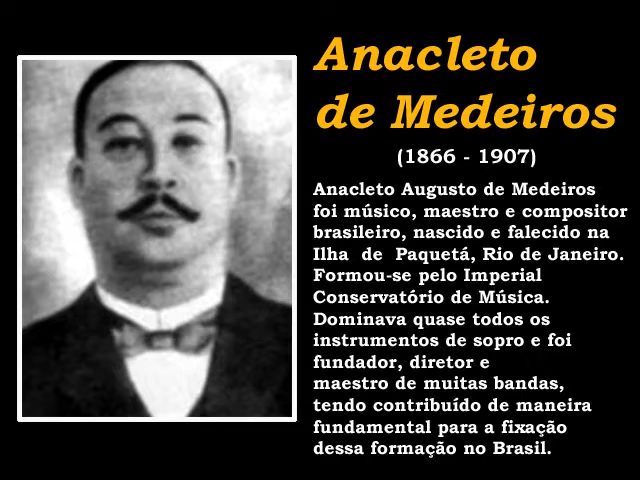 Anacleto
de Medeiros
(1866 - 1907)
Anacleto Augusto de Medeiros
foi músico, maestro e compositor
brasileiro, nascido e falecido na
Ilha de Paquetá, Rio de Janeiro.
Formou-se pelo Imperial
Conservatório de Música.
Dominava quase todos os
instrumentos de sopro e foi
fundador, diretor e
maestro de muitas bandas,
tendo contribuído de maneira
fundamental para a fixação
dessa formação no Brasil.